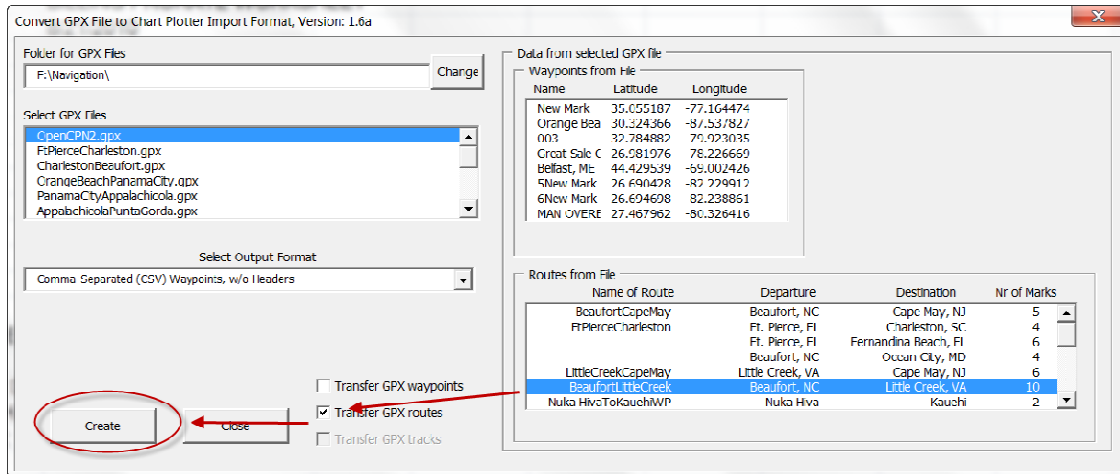 Convert GPX File to Chart Plotter Import Format, Version: 1.6a
Folder for GPX Files
F:\Navigation\
Change
Select GPX Files
OpenCPN2.gpx
FtPierceCharleston.gpx
CharlestonBeaufort.gpx
OrangeBeachPanamaCity.gpx
PanamaCityAppalachicola.gpx
AppalachicolaPuntaGorda.gpx
Select Output Format
Comma Separated (CSV) Waypoints, w/o Headers
Transfer GPX waypoints
Transfer GPX routes
Transfer GPX tracks
Create
Close
Data from selected GPX file
Waypoints from File
Name Latitude Longitude
New Mark 35.055187 -77.164474
Orange Bea 30.324366 -87.537827
003 32.784882 79.923035
Great Sale C 26.981976 78.226669
Belfast, ME 44.429539 -69.002426
5New Mark 26.690428 -82.229912
6New Mark 26.694698 82.238861
MAN OVERB 27.467962 -80.326416
Routes from File
Name of Route Departure Destination Nr of Marks
BeaufortCapeMay Beaufort, NC Cape May, NJ 5
FtPierceCharleston Ft. Pierce, FL Charleston, SC 4
Ft. Pierce, FL Fernandina Beach, FL 6
Beaufort, NC Ocean City, MD 4
LittleCreekCapeMay Little Creek, VA Cape May, NJ 6
BeaufortLittleCreek Beaufort, NC Little Creek, VA 10
Nuka HivaToKauehiWP Nuka Hiva Kauehi 2